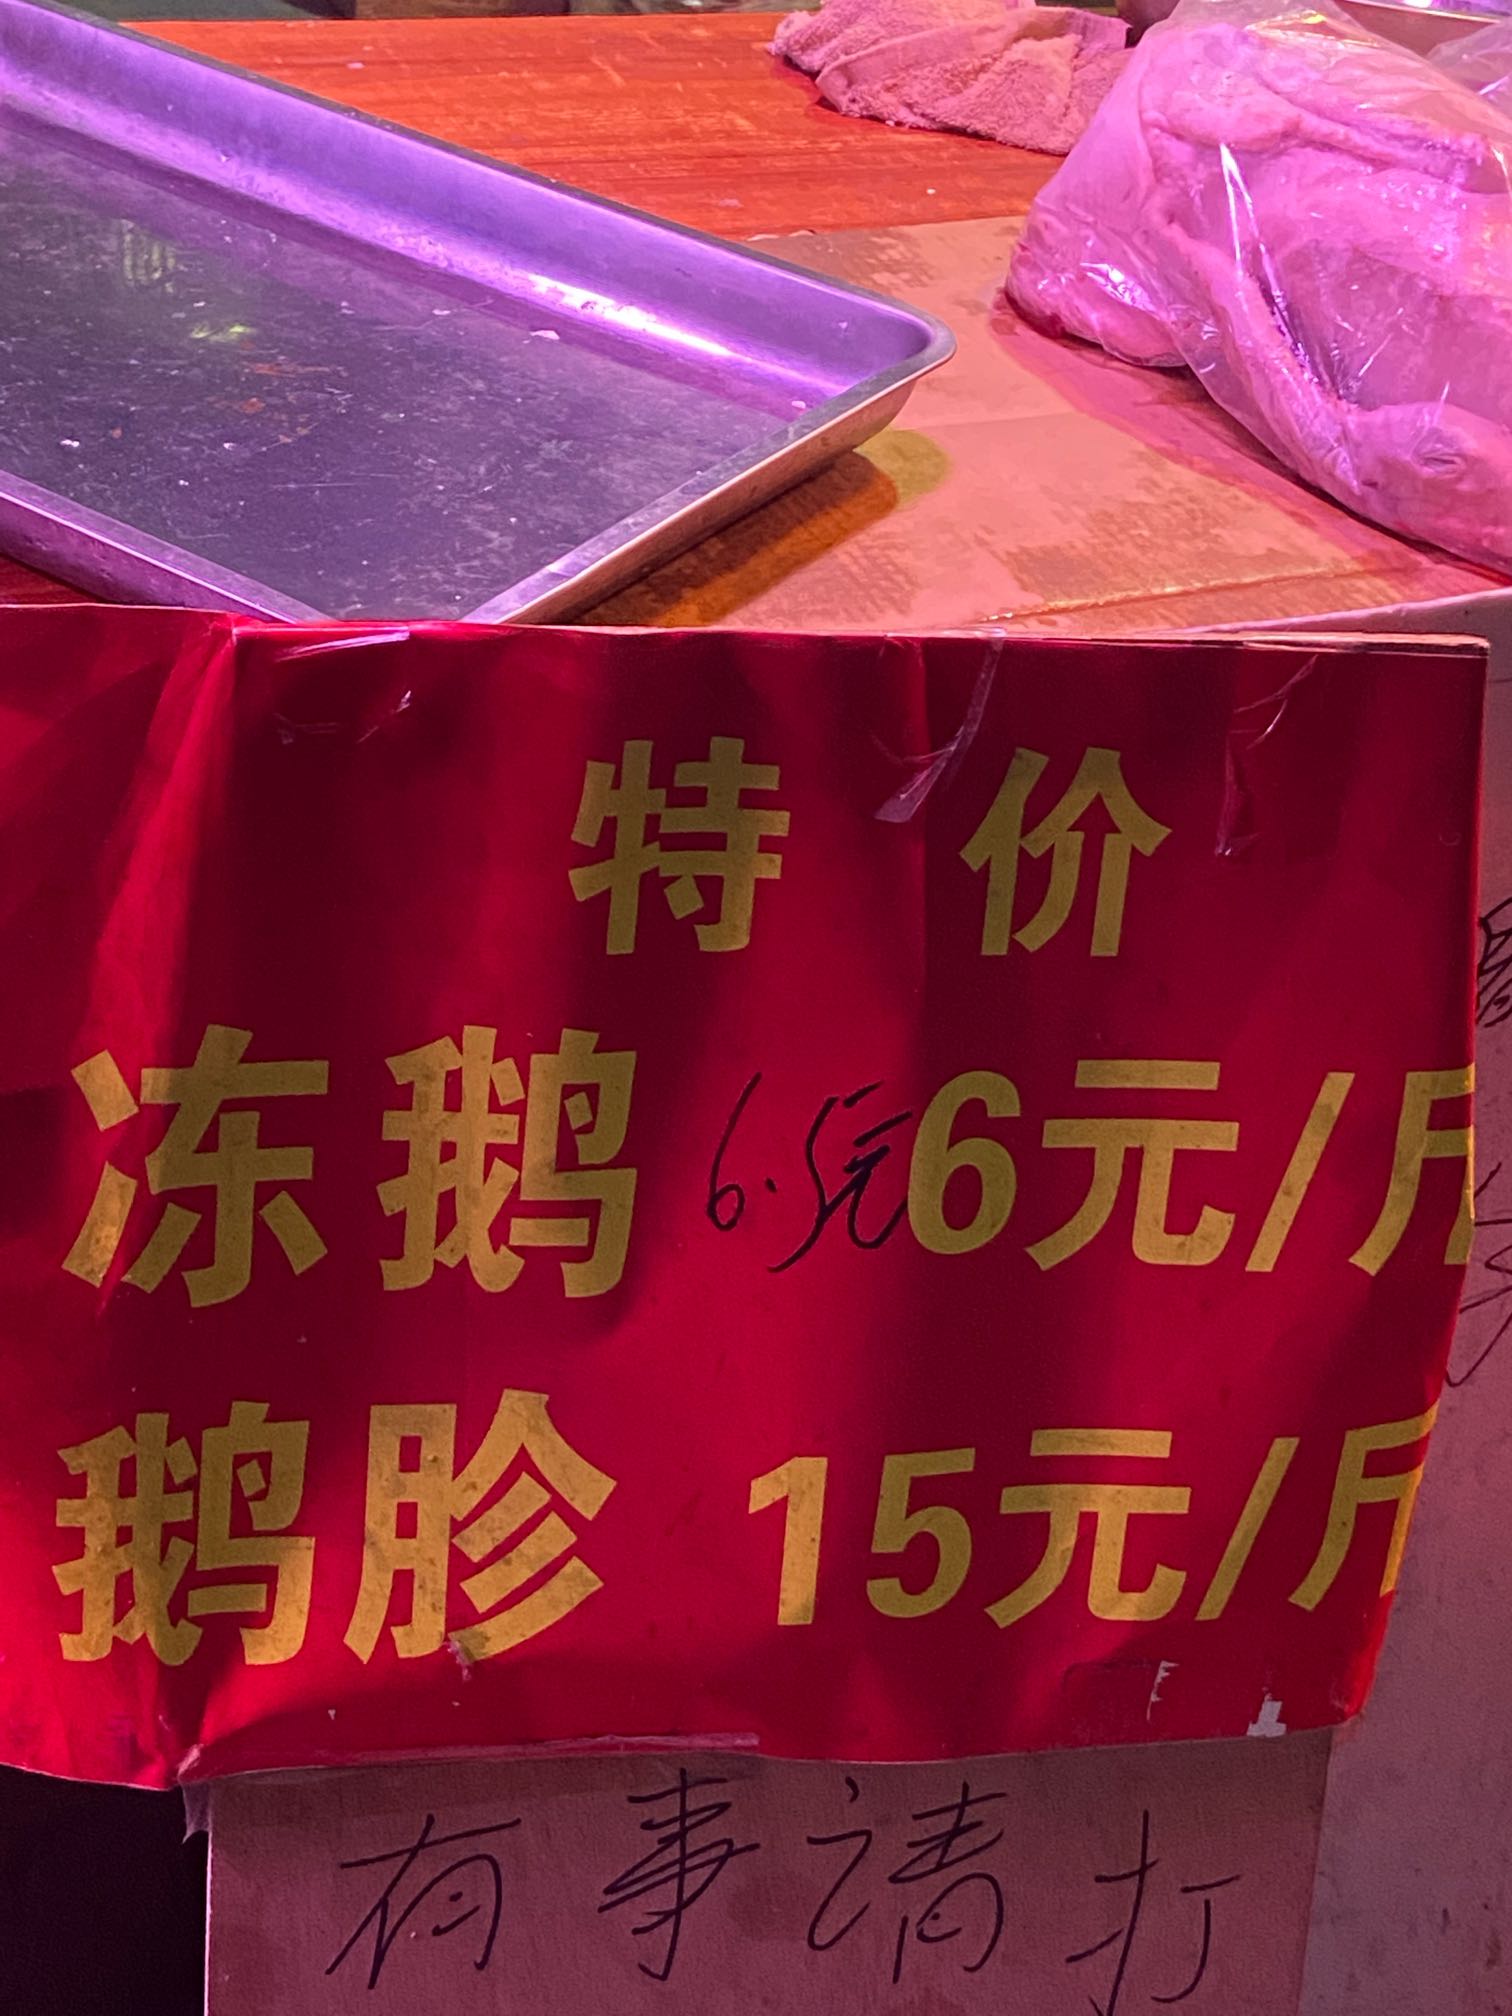 特价
冻鹅 6.5元 6元/斤
鹅胗 15元/斤
有事请打